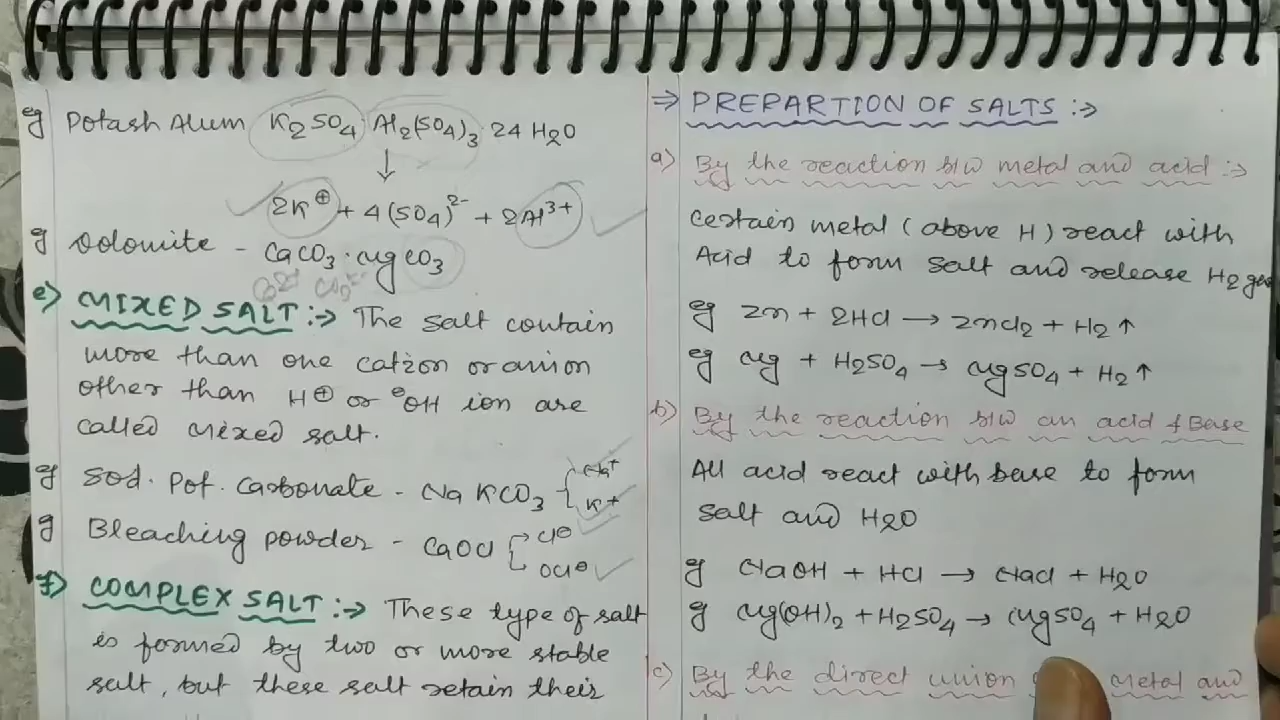 eg Potash Alum K2SO4 Al2(SO4)3 . 24 H2O
↓
2K⊕ + 4(SO4)2- + 2Al3+
eg Dolomite - CaCO3 . MgCO3
e) MIXED SALT :→ The salt contain
more than one cation or anion
other than H⊕ or ⊖OH ion are
called mixed salt.
eg Sod. Pot. Carbonate - NaKCO3 Na+
K+
eg Bleaching powder - CaOCl Cl⊖
OCl⊖
f) COMPLEX SALT :→ These type of salt
is formed by two or more stable
salt, but these salt retain their
⇒ PREPARTION OF SALTS :→
a) By the reaction b/w metal and acid :→
Certain metal (above H) react with
Acid to form salt and release H2 gas
eg Zn + 2HCl → ZnCl2 + H2↑
eg Mg + H2SO4 → MgSO4 + H2↑
b) By the reaction b/w an acid & Base
All acid react with base to form
salt and H2O
eg NaOH + HCl → NaCl + H2O
eg Mg(OH)2 + H2SO4 → MgSO4 + H2O
c) By the direct union metal and